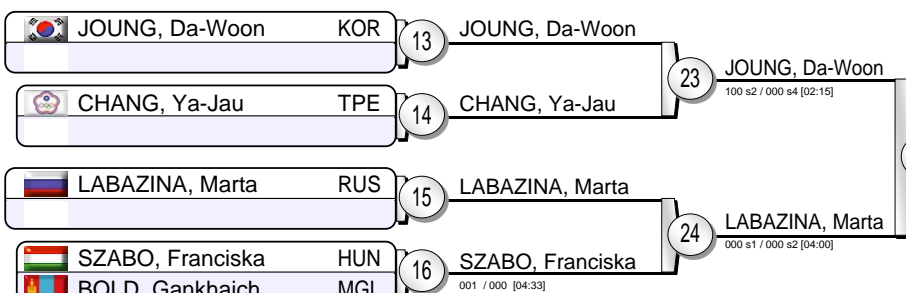 JOUNG, Da-Woon KOR
13
JOUNG, Da-Woon
23
JOUNG, Da-Woon
100 s2 / 000 s4 [02:15]
CHANG, Ya-Jau TPE
14
CHANG, Ya-Jau
LABAZINA, Marta RUS
15
LABAZINA, Marta
24
LABAZINA, Marta
000 s1 / 000 s2 [04:00]
SZABO, Franciska HUN
16
SZABO, Franciska
001 / 000 [04:33]
BOLD, Gankhaich MGL